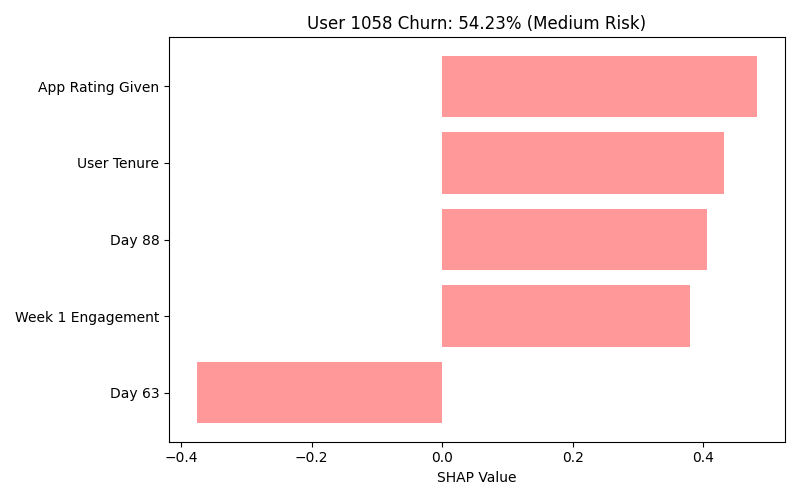 User 1058 Churn: 54.23% (Medium Risk)
App Rating Given
User Tenure
Day 88
Week 1 Engagement
Day 63
−0.4 −0.2 0.0 0.2 0.4
SHAP Value